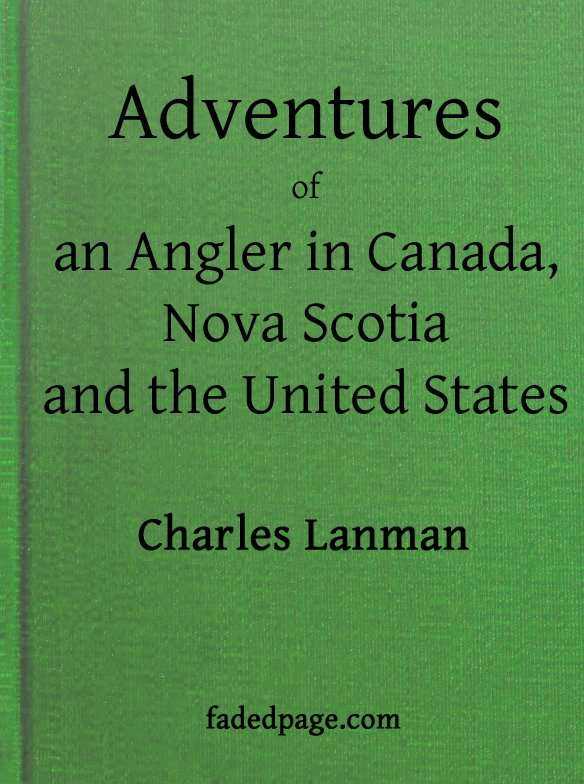 Adventures
of
an Angler in Canada,
Nova Scotia
and the United States
Charles Lanman
fadedpage.com